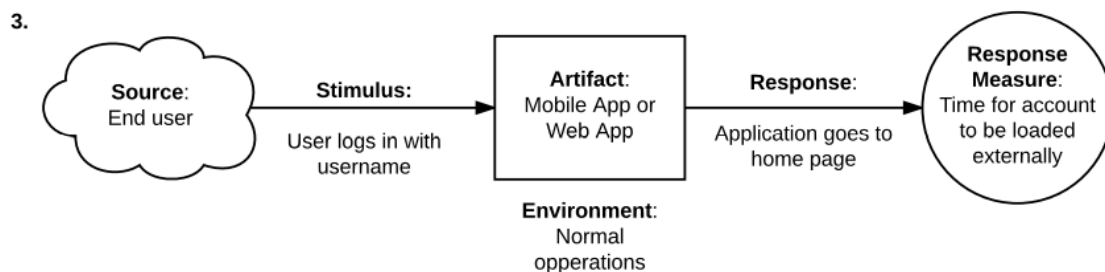 3.
Source:
End user
Stimulus:
User logs in with
username
Artifact:
Mobile App or
Web App
Environment:
Normal
opperations
Response:
Application goes to
home page
Response
Measure:
Time for account
to be loaded
externally